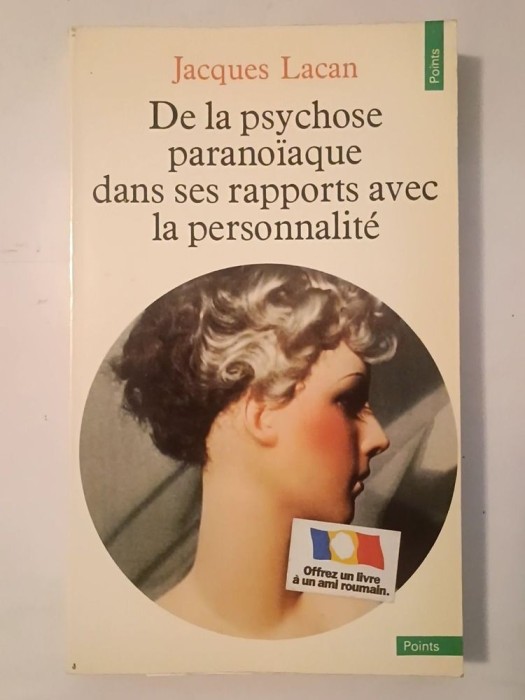 Points
Jacques Lacan
De la psychose
paranoïaque
dans ses rapports avec
la personnalité
Offrez un livre
à un ami roumain.
Points